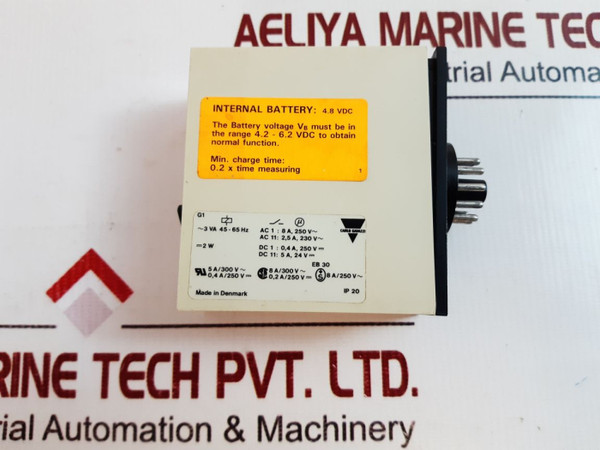 AELIYA MARINE TEC
strial Automa
INTERNAL BATTERY: 4.8 VDC
The Battery voltage VB must be in
the range 4.2 - 6.2 VDC to obtain
normal function.
Min. charge time:
0.2 x time measuring
1
G1
~3 VA 45-65 Hz
AC 1 : 8 A, 250 V~
AC 11: 2,5 A, 230 V~
CARLO GAVAZZI
=2 W
DC 1 : 0,4 A, 250 V=
DC 11: 5 A, 24 V=
EB 30
5 A/300 V~
0,4 A/250 V=
8 A/300 V~
0,2 A/250 V=
8 A/250 V~
Made in Denmark
IP 20
RINE TECH PVT. LTD.
rial Automation & Machinery